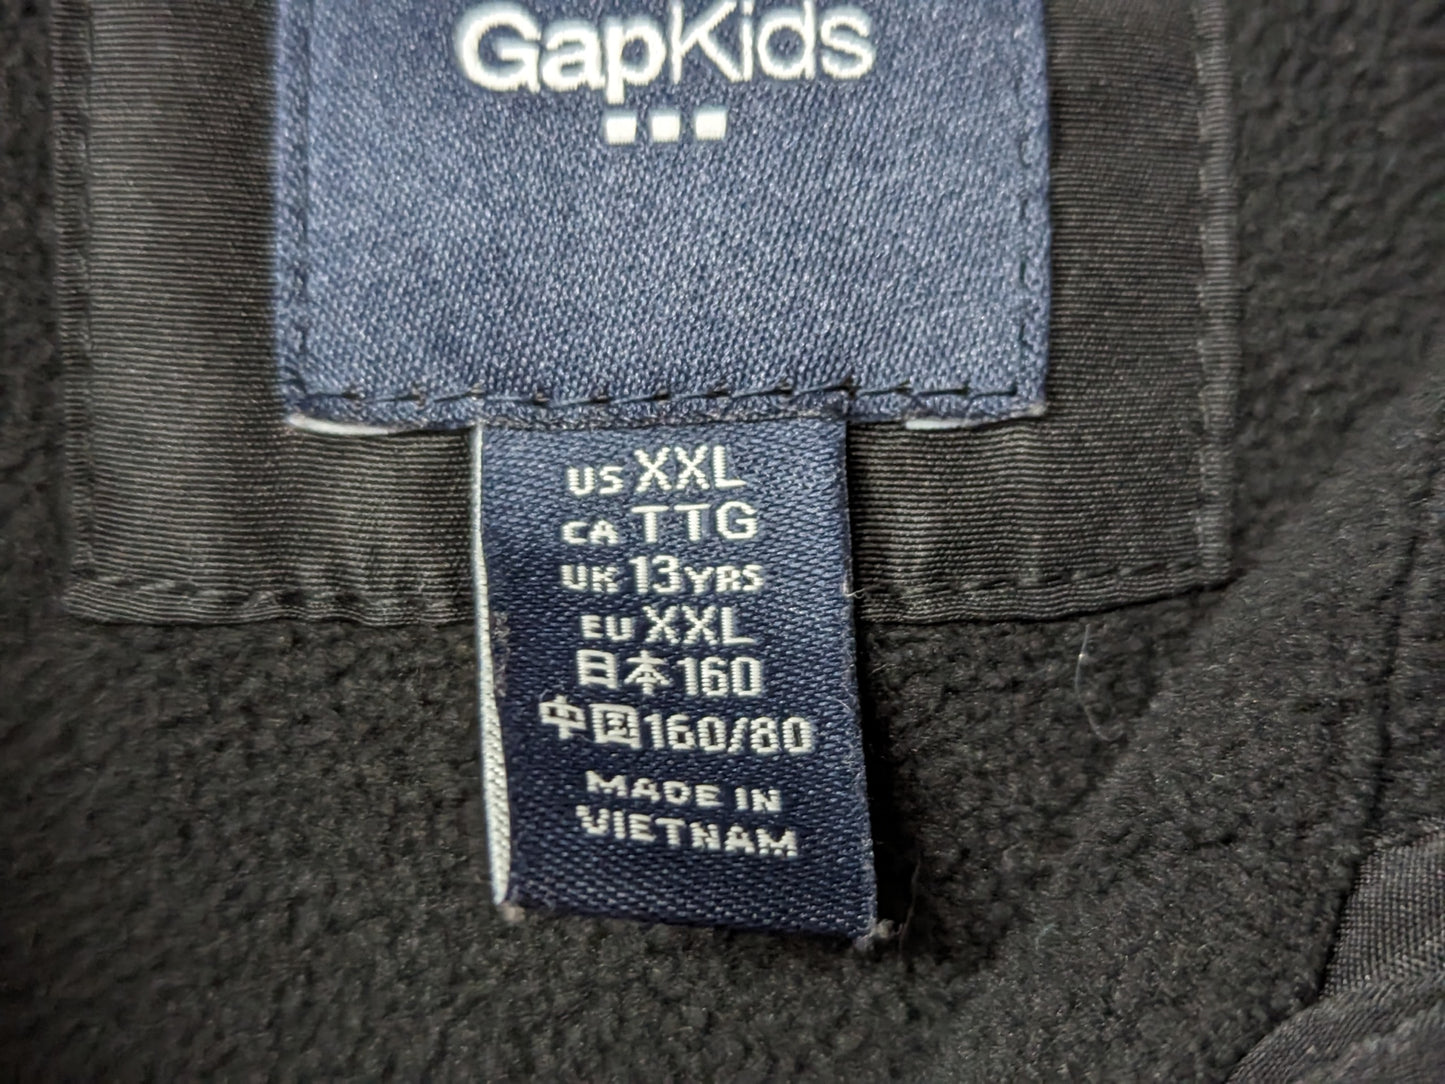 GapKids
US XXL
CA TTG
UK 13YRS
EU XXL
日本160
中国160/80
MADE IN
VIETNAM